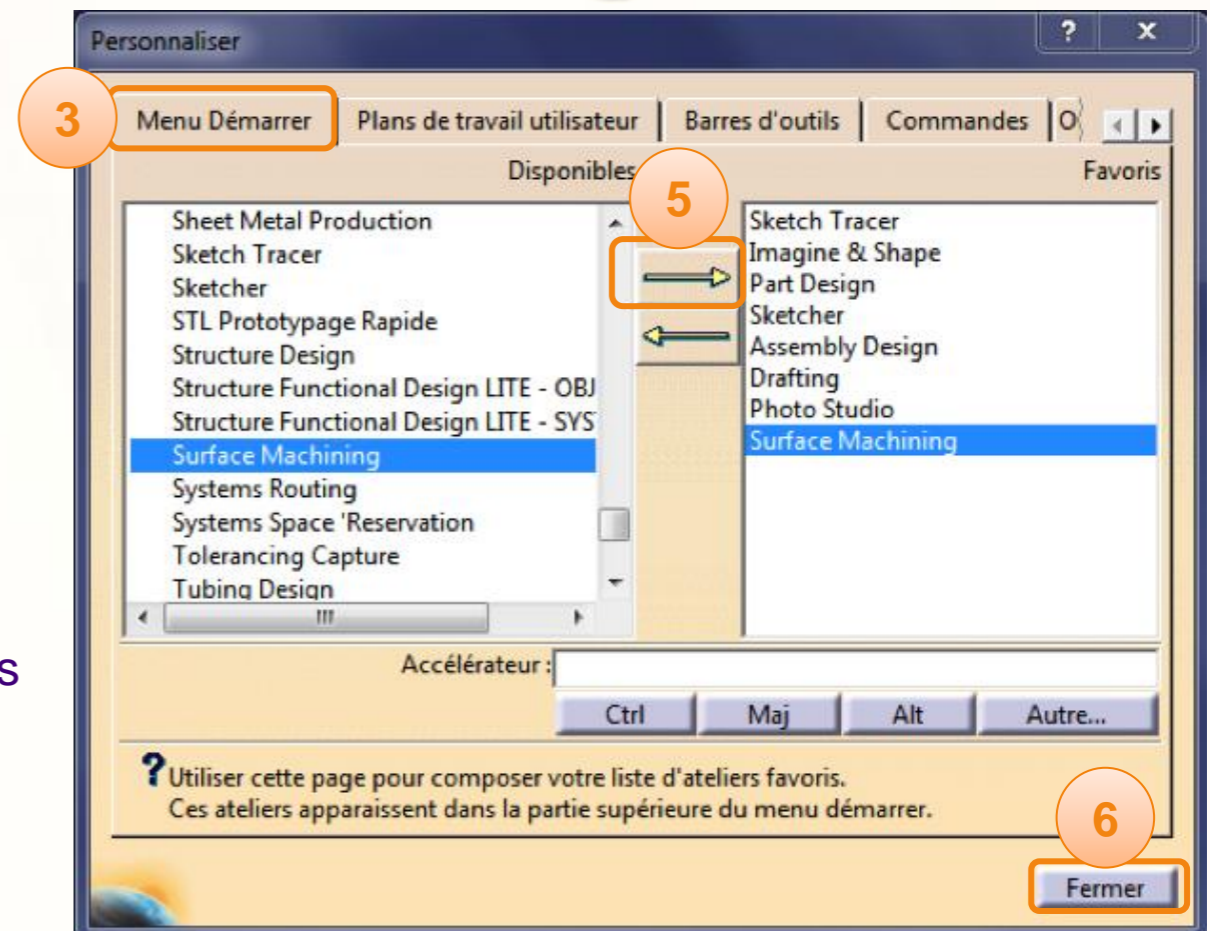 Personnaliser
? x
3
Menu Démarrer Plans de travail utilisateur Barres d'outils Commandes O
Disponibles
Favoris
5
Sheet Metal Production
Sketch Tracer
Sketcher
STL Prototypage Rapide
Structure Design
Structure Functional Design LITE - OBJ
Structure Functional Design LITE - SYS
Surface Machining
Systems Routing
Systems Space 'Reservation
Tolerancing Capture
Tubing Design
Sketch Tracer
Imagine & Shape
Part Design
Sketcher
Assembly Design
Drafting
Photo Studio
Surface Machining
s
Accélérateur :
Ctrl Maj Alt Autre...
? Utiliser cette page pour composer votre liste d'ateliers favoris.
Ces ateliers apparaissent dans la partie supérieure du menu démarrer.
6
Fermer